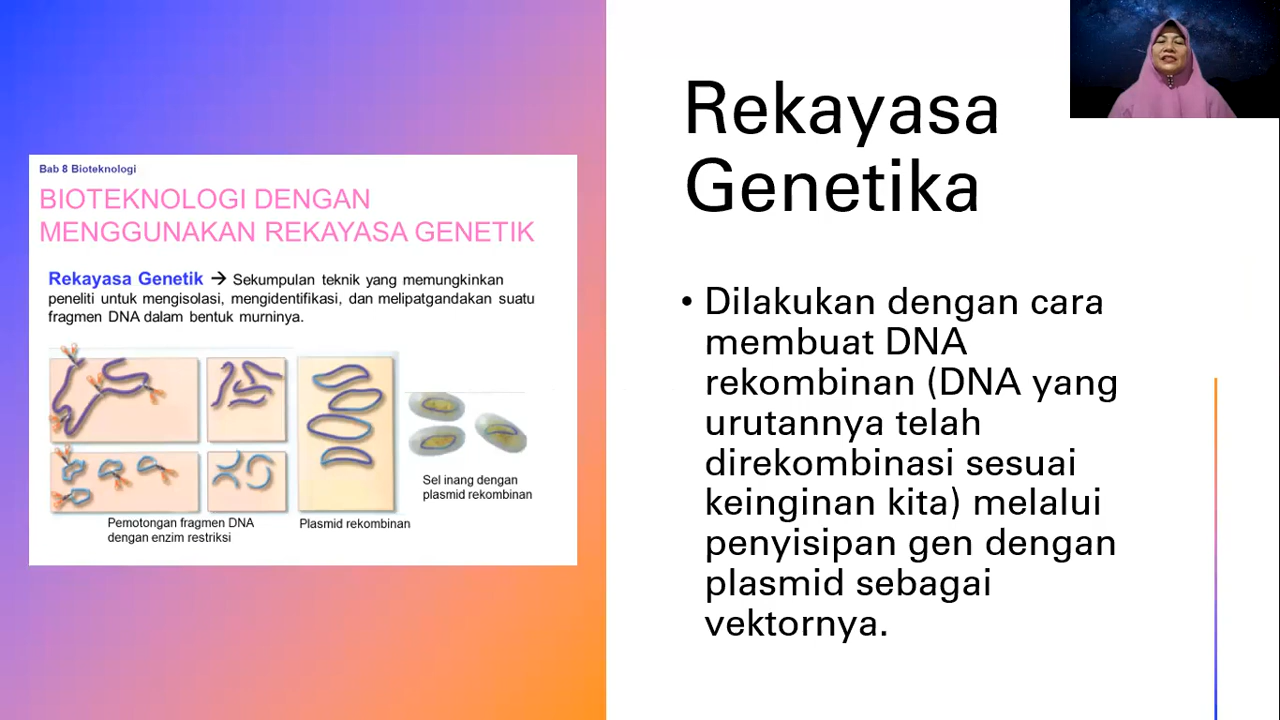 Bab 8 Bioteknologi
BIOTEKNOLOGI DENGAN
MENGGUNAKAN REKAYASA GENETIK
Rekayasa Genetik → Sekumpulan teknik yang memungkinkan
peneliti untuk mengisolasi, mengidentifikasi, dan melipatgandakan suatu
fragmen DNA dalam bentuk murninya.
Sel inang dengan
plasmid rekombinan
Pemotongan fragmen DNA
dengan enzim restriksi
Plasmid rekombinan
Rekayasa
Genetika
• Dilakukan dengan cara
membuat DNA
rekombinan (DNA yang
urutannya telah
direkombinasi sesuai
keinginan kita) melalui
penyisipan gen dengan
plasmid sebagai
vektornya.